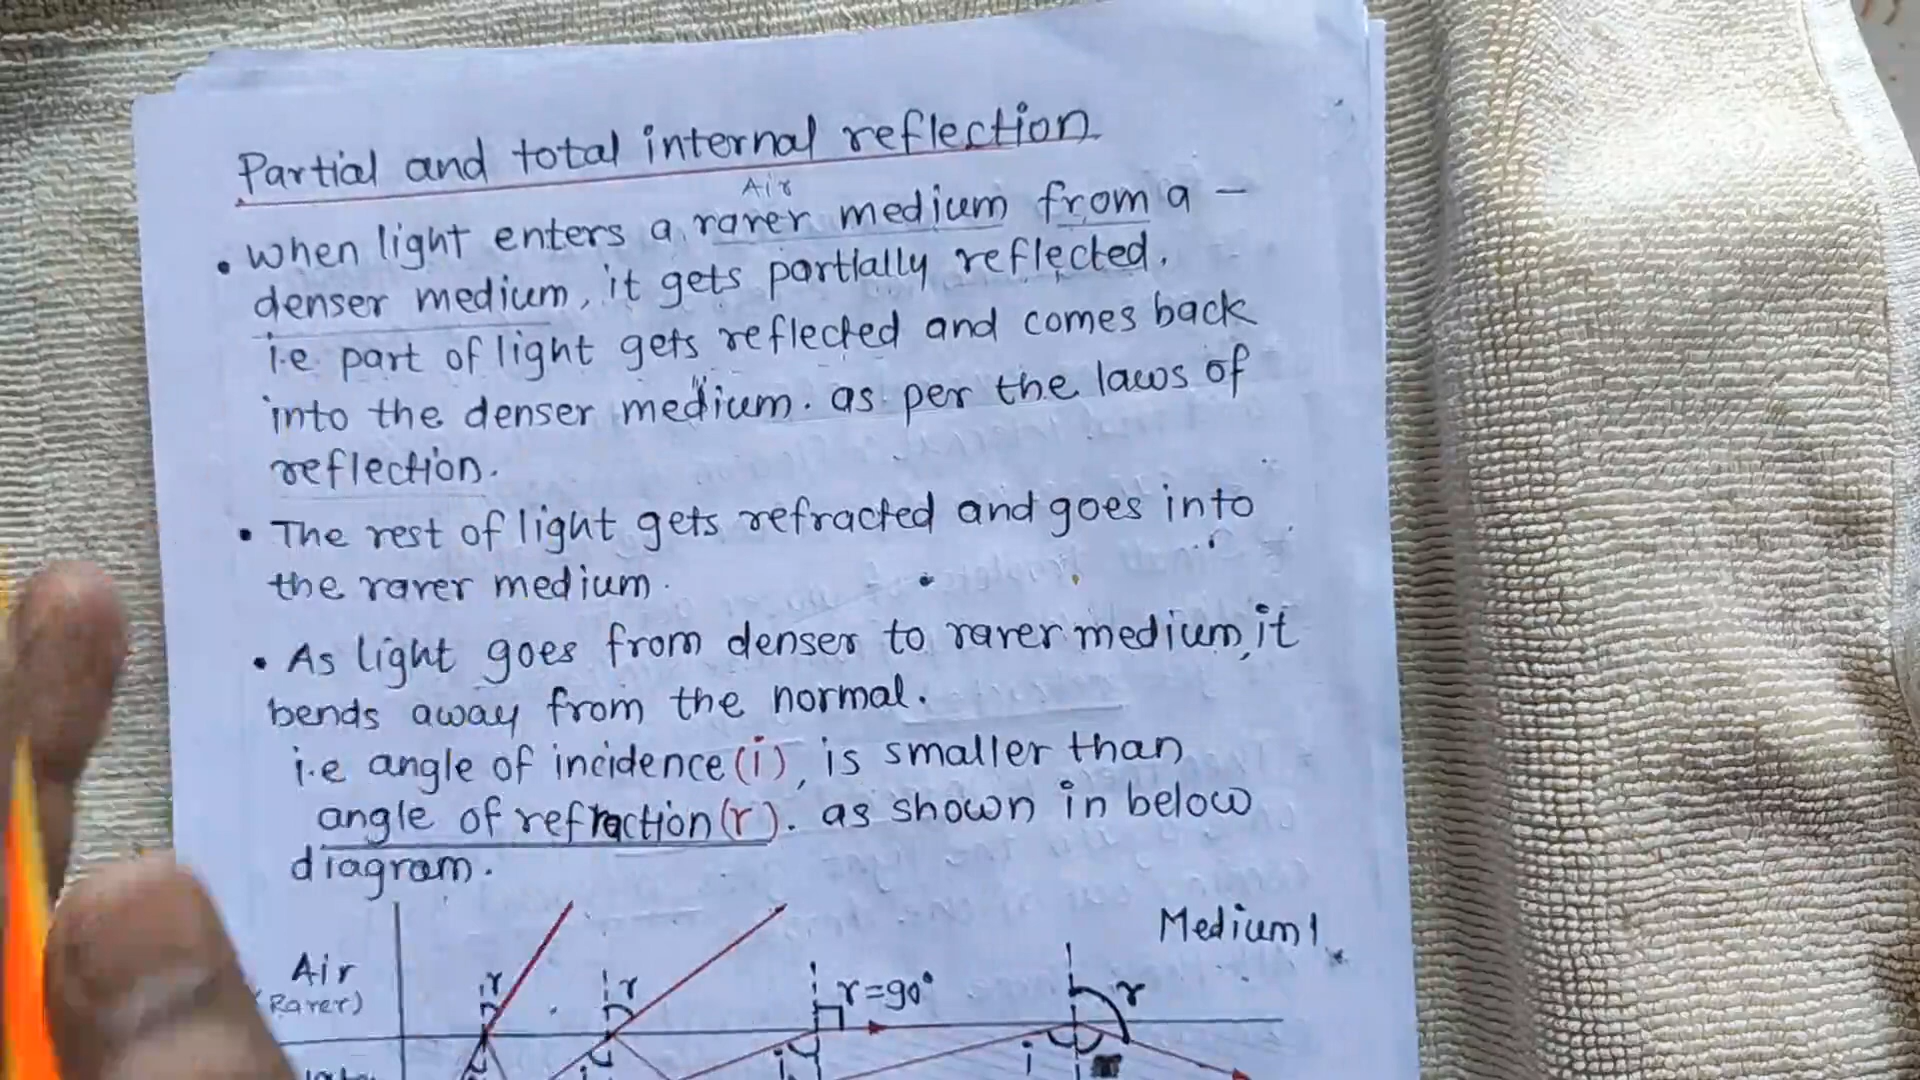 Partial and total internal reflection
Air
• when light enters a rarer medium from a -
denser medium, it gets partially reflected.
i.e part of light gets reflected and comes back
into the denser medium. as per the laws of
reflection.
• The rest of light gets refracted and goes into
the rarer medium.
• As light goes from denser to rarer medium, it
bends away from the normal.
i.e angle of incidence (i), is smaller than
angle of refraction (r). as shown in below
diagram.
Medium 1
Air
(Rarer)
r
r
r=90°
r
i
i
i